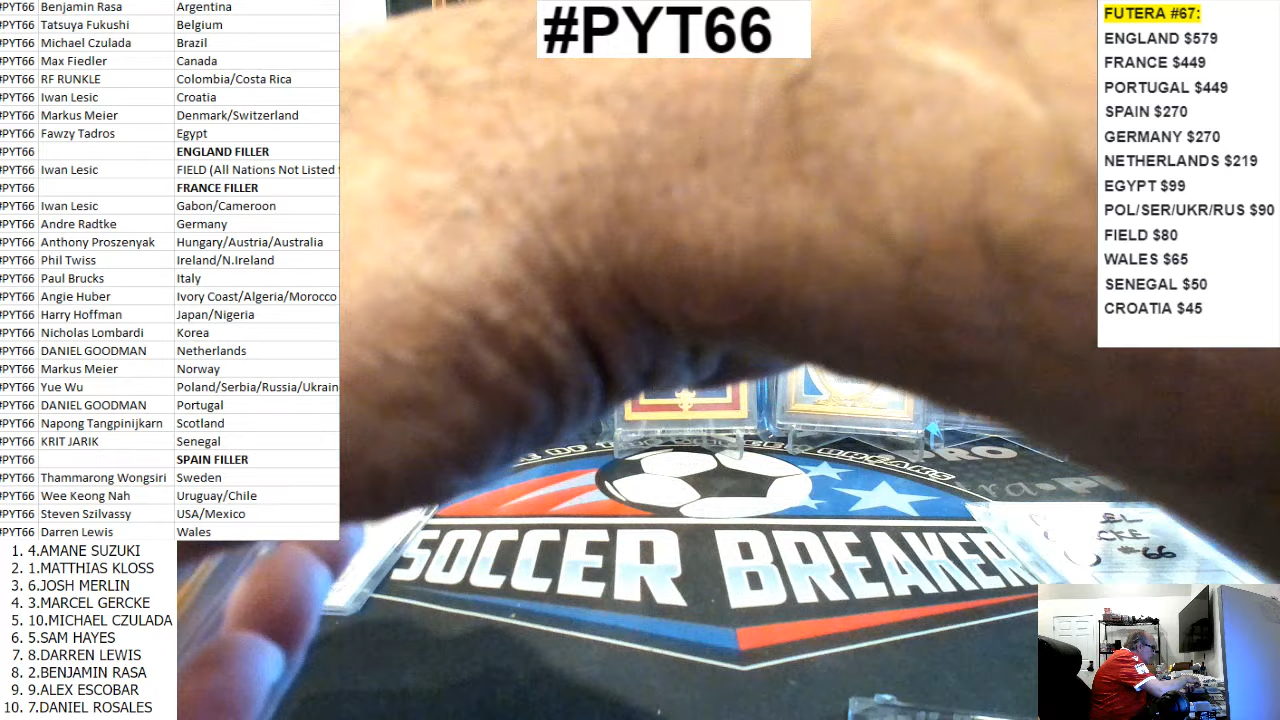 #PYT66 Benjamin Rasa Argentina
#PYT66 Tatsuya Fukushi Belgium
#PYT66 Michael Czulada Brazil
#PYT66 Max Fiedler Canada
#PYT66 RF RUNKLE Colombia/Costa Rica
#PYT66 Iwan Lesic Croatia
#PYT66 Markus Meier Denmark/Switzerland
#PYT66 Fawzy Tadros Egypt
#PYT66 ENGLAND FILLER
#PYT66 Iwan Lesic FIELD (All Nations Not Listed
#PYT66 FRANCE FILLER
#PYT66 Iwan Lesic Gabon/Cameroon
#PYT66 Andre Radtke Germany
#PYT66 Anthony Proszenyak Hungary/Austria/Australia
#PYT66 Phil Twiss Ireland/N.Ireland
#PYT66 Paul Brucks Italy
#PYT66 Angie Huber Ivory Coast/Algeria/Morocco
#PYT66 Harry Hoffman Japan/Nigeria
#PYT66 Nicholas Lombardi Korea
#PYT66 DANIEL GOODMAN Netherlands
#PYT66 Markus Meier Norway
#PYT66 Yue Wu Poland/Serbia/Russia/Ukrain
#PYT66 DANIEL GOODMAN Portugal
#PYT66 Napong Tangpinijkarn Scotland
#PYT66 KRIT JARIK Senegal
#PYT66 SPAIN FILLER
#PYT66 Thammarong Wongsiri Sweden
#PYT66 Wee Keong Nah Uruguay/Chile
#PYT66 Steven Szilvassy USA/Mexico
#PYT66 Darren Lewis Wales
1. 4.AMANE SUZUKI
2. 1.MATTHIAS KLOSS
3. 6.JOSH MERLIN
4. 3.MARCEL GERCKE
5. 10.MICHAEL CZULADA
6. 5.SAM HAYES
7. 8.DARREN LEWIS
8. 2.BENJAMIN RASA
9. 9.ALEX ESCOBAR
10. 7.DANIEL ROSALES
#PYT66
FUTERA #67:
ENGLAND $579
FRANCE $449
PORTUGAL $449
SPAIN $270
GERMANY $270
NETHERLANDS $219
EGYPT $99
POL/SER/UKR/RUS $90
FIELD $80
WALES $65
SENEGAL $50
CROATIA $45
BREAKS
PRO
SOCCER BREAKER
#66